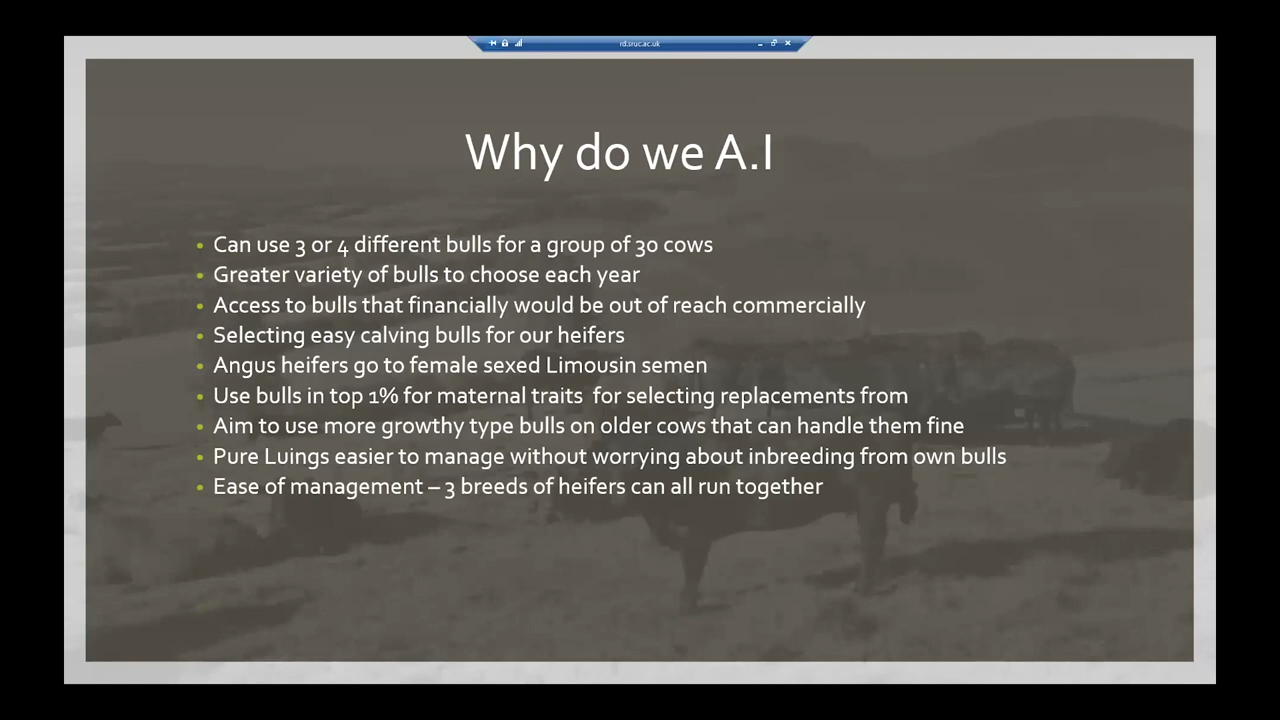 rd.sruc.ac.uk
Why do we A.I
• Can use 3 or 4 different bulls for a group of 30 cows
• Greater variety of bulls to choose each year
• Access to bulls that financially would be out of reach commercially
• Selecting easy calving bulls for our heifers
• Angus heifers go to female sexed Limousin semen
• Use bulls in top 1% for maternal traits  for selecting replacements from
• Aim to use more growthy type bulls on older cows that can handle them fine
• Pure Luings easier to manage without worrying about inbreeding from own bulls
• Ease of management – 3 breeds of heifers can all run together